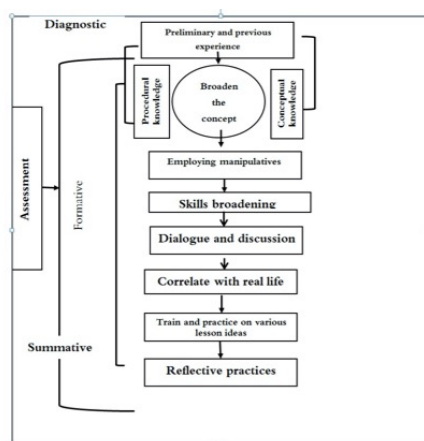 Diagnostic
Preliminary and previous
experience
Procedural
knowledge
Broaden
the
concept
Conceptual
knowledge
Assessment
Formative
Employing manipulatives
Skills broadening
Dialogue and discussion
Correlate with real life
Train and practice on various
lesson ideas
Summative
Reflective practices